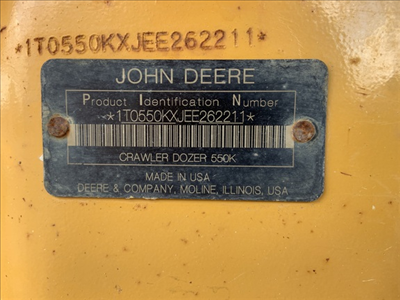 *1T0550KXJEE262211*
JOHN DEERE
Product Identification Number
*1T0550KXJEE262211*
CRAWLER DOZER 550K
MADE IN USA
DEERE & COMPANY, MOLINE, ILLINOIS, USA